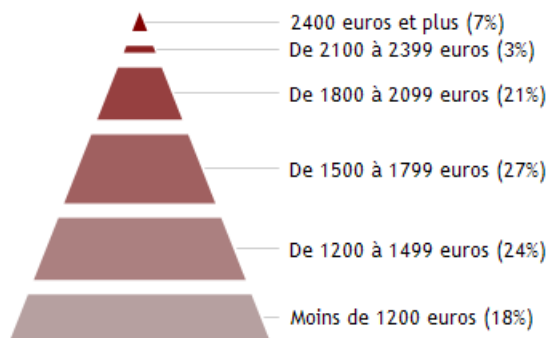 2400 euros et plus (7%)
De 2100 à 2399 euros (3%)
De 1800 à 2099 euros (21%)
De 1500 à 1799 euros (27%)
De 1200 à 1499 euros (24%)
Moins de 1200 euros (18%)